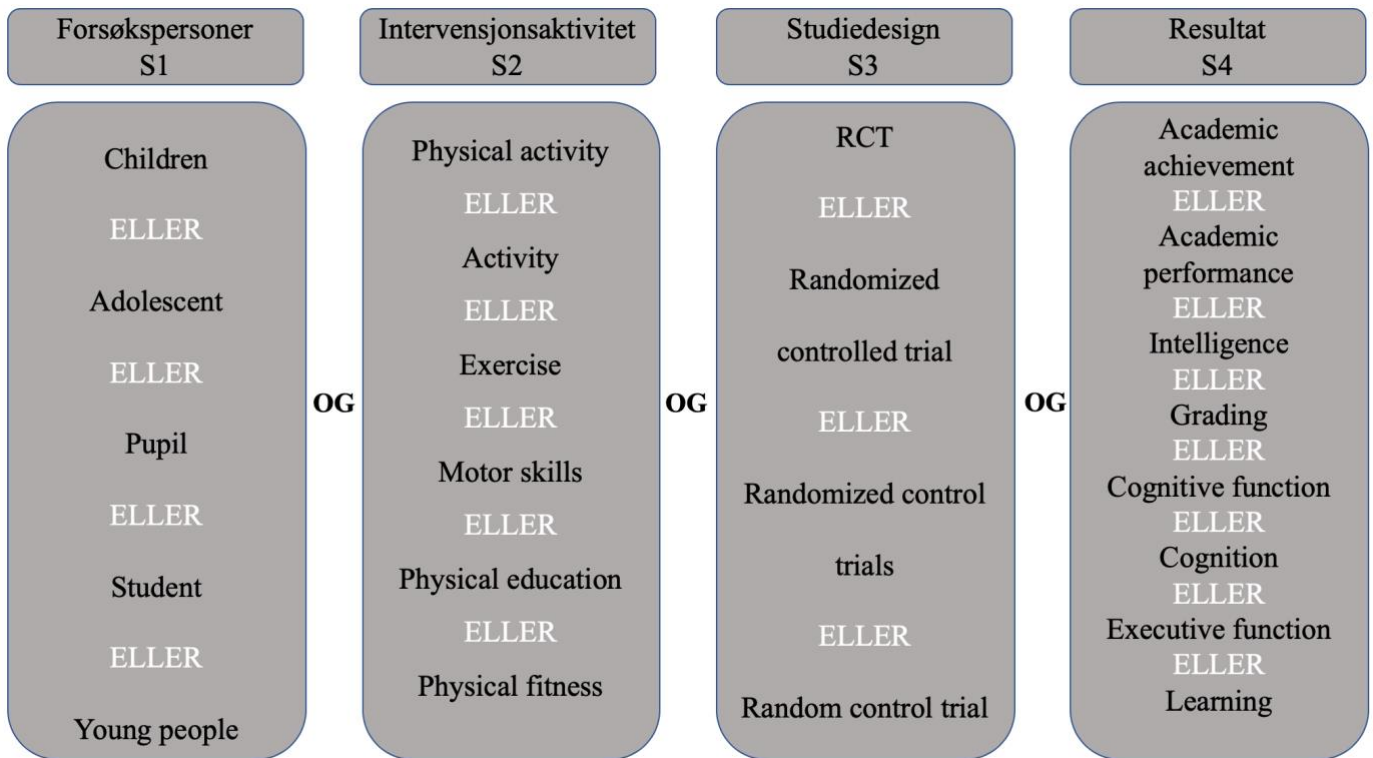 Forsøkspersoner
S1
Children
ELLER
Adolescent
ELLER
Pupil
ELLER
Student
ELLER
Young people
OG
Intervensjonsaktivitet
S2
Physical activity
ELLER
Activity
ELLER
Exercise
ELLER
Motor skills
ELLER
Physical education
ELLER
Physical fitness
OG
Studiedesign
S3
RCT
ELLER
Randomized
controlled trial
ELLER
Randomized control
trials
ELLER
Random control trial
OG
Resultat
S4
Academic
achievement
ELLER
Academic
performance
ELLER
Intelligence
ELLER
Grading
ELLER
Cognitive function
ELLER
Cognition
ELLER
Executive function
ELLER
Learning